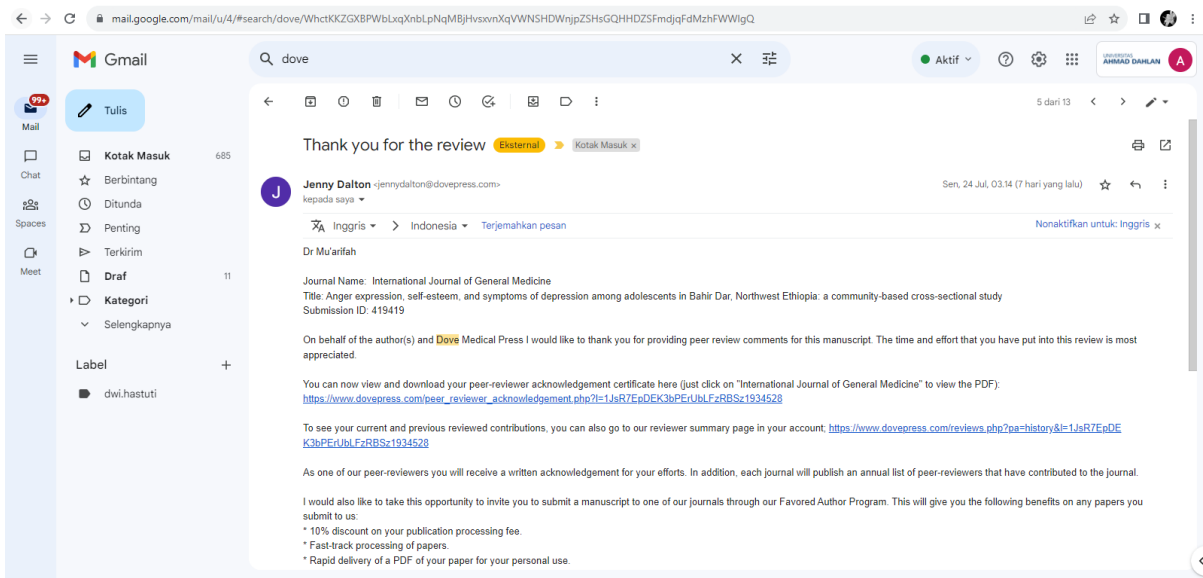 mail.google.com/mail/u/4/#search/dove/WhctKKZGXBPWbLxqXnbLpNqMBjHvsxvnXqVWNSHDWnjpZSHsGQHHDZSFmdjqFdMzhFWWlgQ
Gmail
dove
Aktif
UNIVERSITAS
AHMAD DAHLAN
A
99+
Mail
Chat
Spaces
Meet
Tulis
Kotak Masuk 685
Berbintang
Ditunda
Penting
Terkirim
Draf 11
Kategori
Selengkapnya
Label +
dwi.hastuti
5 dari 13
Thank you for the review Eksternal Kotak Masuk x
J
Jenny Dalton <jennydalton@dovepress.com> Sen, 24 Jul, 03.14 (7 hari yang lalu)
kepada saya
Inggris > Indonesia Terjemahkan pesan Nonaktifkan untuk: Inggris x
Dr Mu'arifah
Journal Name: International Journal of General Medicine
Title: Anger expression, self-esteem, and symptoms of depression among adolescents in Bahir Dar, Northwest Ethiopia: a community-based cross-sectional study
Submission ID: 419419
On behalf of the author(s) and Dove Medical Press I would like to thank you for providing peer review comments for this manuscript. The time and effort that you have put into this review is most
appreciated.
You can now view and download your peer-reviewer acknowledgement certificate here (just click on "International Journal of General Medicine" to view the PDF):
https://www.dovepress.com/peer_reviewer_acknowledgement.php?l=1JsR7EpDEK3bPErUbLFzRBSz1934528
To see your current and previous reviewed contributions, you can also go to our reviewer summary page in your account; https://www.dovepress.com/reviews.php?pa=history&l=1JsR7EpDE
K3bPErUbLFzRBSz1934528
As one of our peer-reviewers you will receive a written acknowledgement for your efforts. In addition, each journal will publish an annual list of peer-reviewers that have contributed to the journal.
I would also like to take this opportunity to invite you to submit a manuscript to one of our journals through our Favored Author Program. This will give you the following benefits on any papers you
submit to us:
* 10% discount on your publication processing fee.
* Fast-track processing of papers.
* Rapid delivery of a PDF of your paper for your personal use.